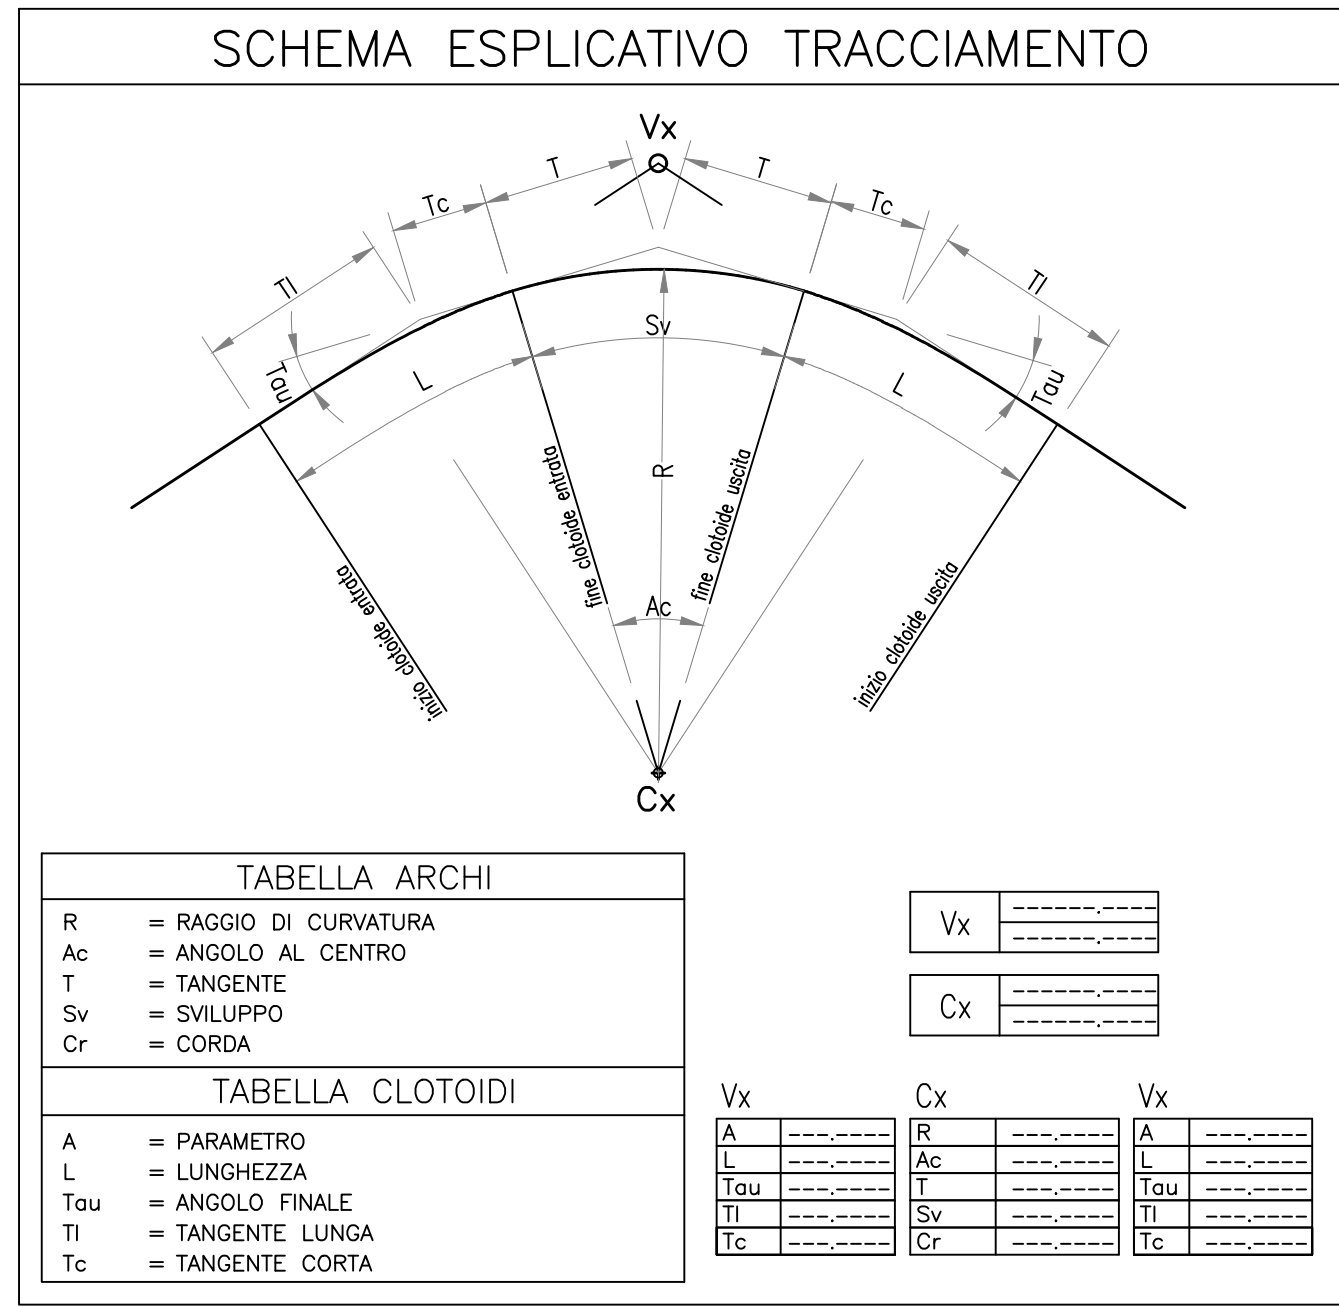 SCHEMA ESPLICATIVO TRACCIAMENTO
Vx
T
T
Tc
Tc
Tl
Tl
Sv
Tau
L
L
Tau
R
fine clotoide entrata
fine clotoide uscita
inizio clotoide entrata
inizio clotoide uscita
Ac
Cx
TABELLA ARCHI
R = RAGGIO DI CURVATURA
Ac = ANGOLO AL CENTRO
T = TANGENTE
Sv = SVILUPPO
Cr = CORDA
TABELLA CLOTOIDI
A = PARAMETRO
L = LUNGHEZZA
Tau = ANGOLO FINALE
Tl = TANGENTE LUNGA
Tc = TANGENTE CORTA
Vx ------.----
------.----
Cx ------.----
------.----
Vx Cx Vx
A ---.---- R ---.---- A ---.----
L ---.---- Ac ---.---- L ---.----
Tau ---.---- T ---.---- Tau ---.----
Tl ---.---- Sv ---.---- Tl ---.----
Tc ---.---- Cr ---.---- Tc ---.----